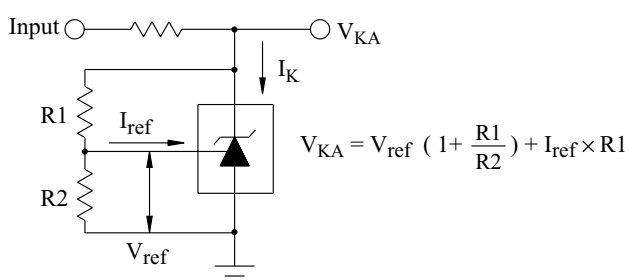 Input
V_KA
I_K
R1
I_ref
V_KA = V_ref ( 1+ R1/R2 ) + I_ref × R1
R2
V_ref